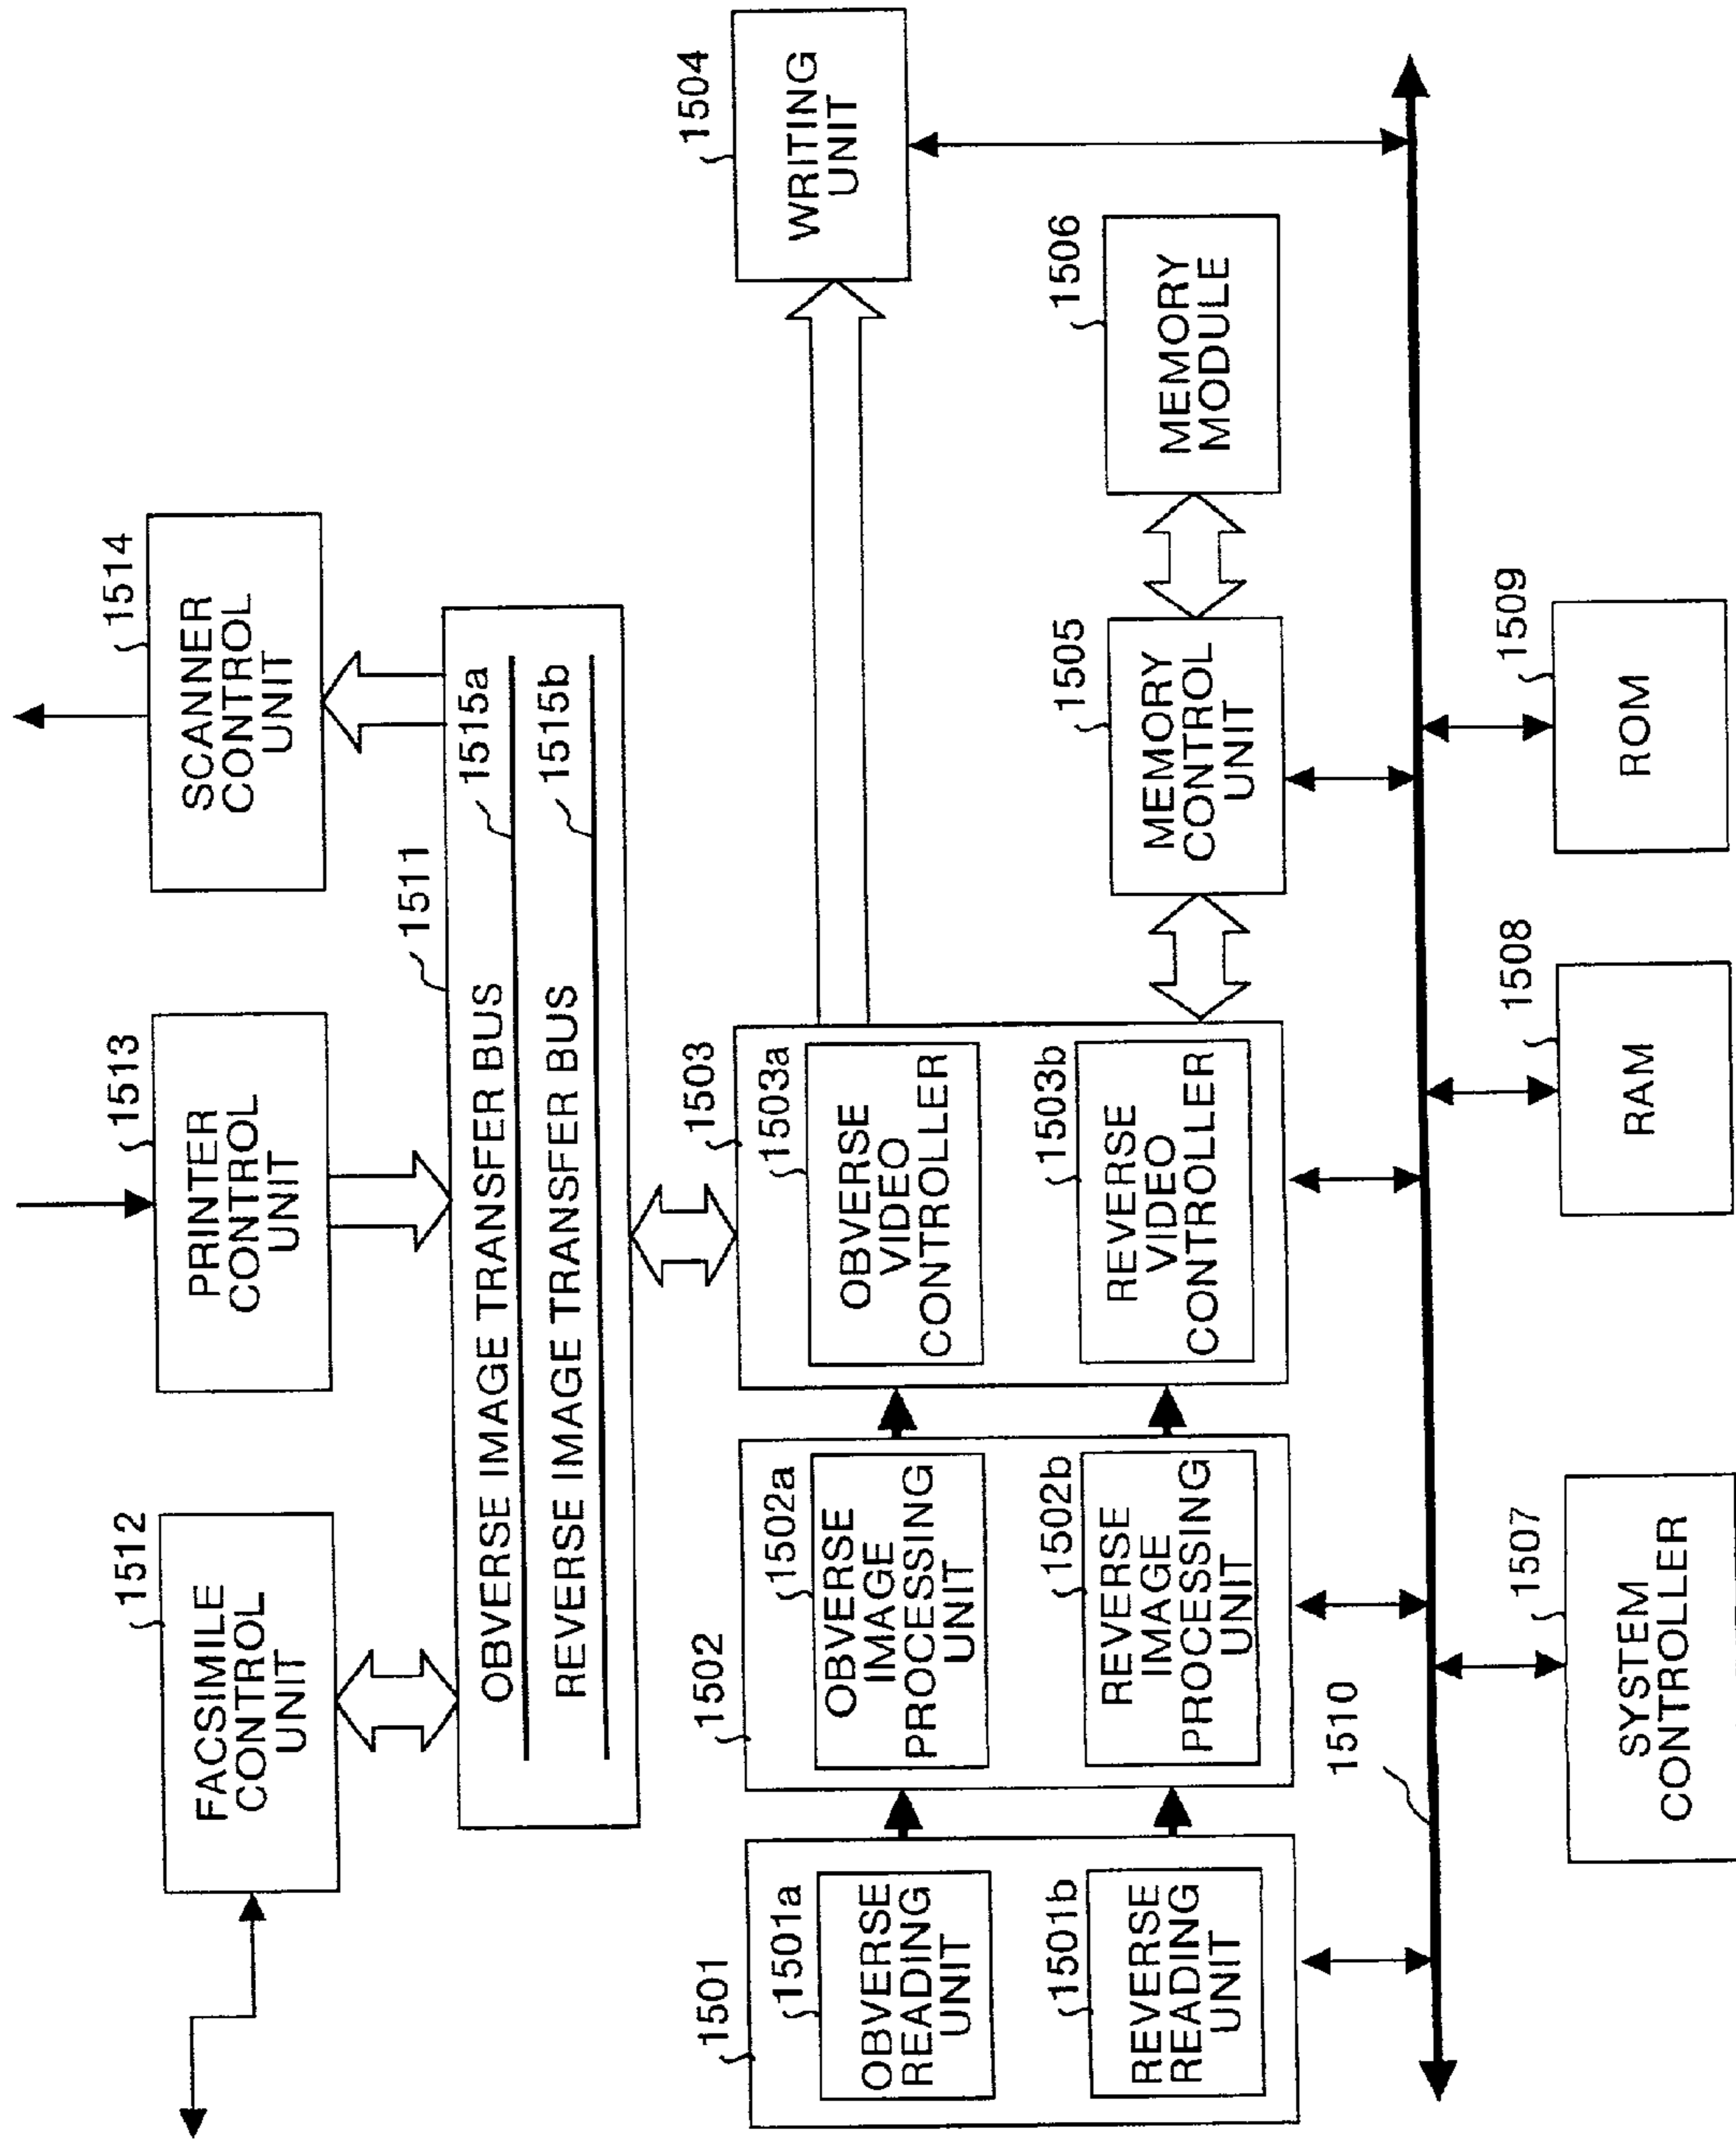 1512
FACSIMILE
CONTROL
UNIT
1513
PRINTER
CONTROL
UNIT
1514
SCANNER
CONTROL
UNIT
1511
OBVERSE IMAGE TRANSFER BUS
1515a
REVERSE IMAGE TRANSFER BUS
1515b
1501
1501a
OBVERSE
READING
UNIT
1501b
REVERSE
READING
UNIT
1502
1502a
OBVERSE
IMAGE
PROCESSING
UNIT
1502b
REVERSE
IMAGE
PROCESSING
UNIT
1503
1503a
OBVERSE
VIDEO
CONTROLLER
1503b
REVERSE
VIDEO
CONTROLLER
1504
WRITING
UNIT
1505
MEMORY
CONTROL
UNIT
1506
MEMORY
MODULE
1510
1507
SYSTEM
CONTROLLER
1508
RAM
1509
ROM